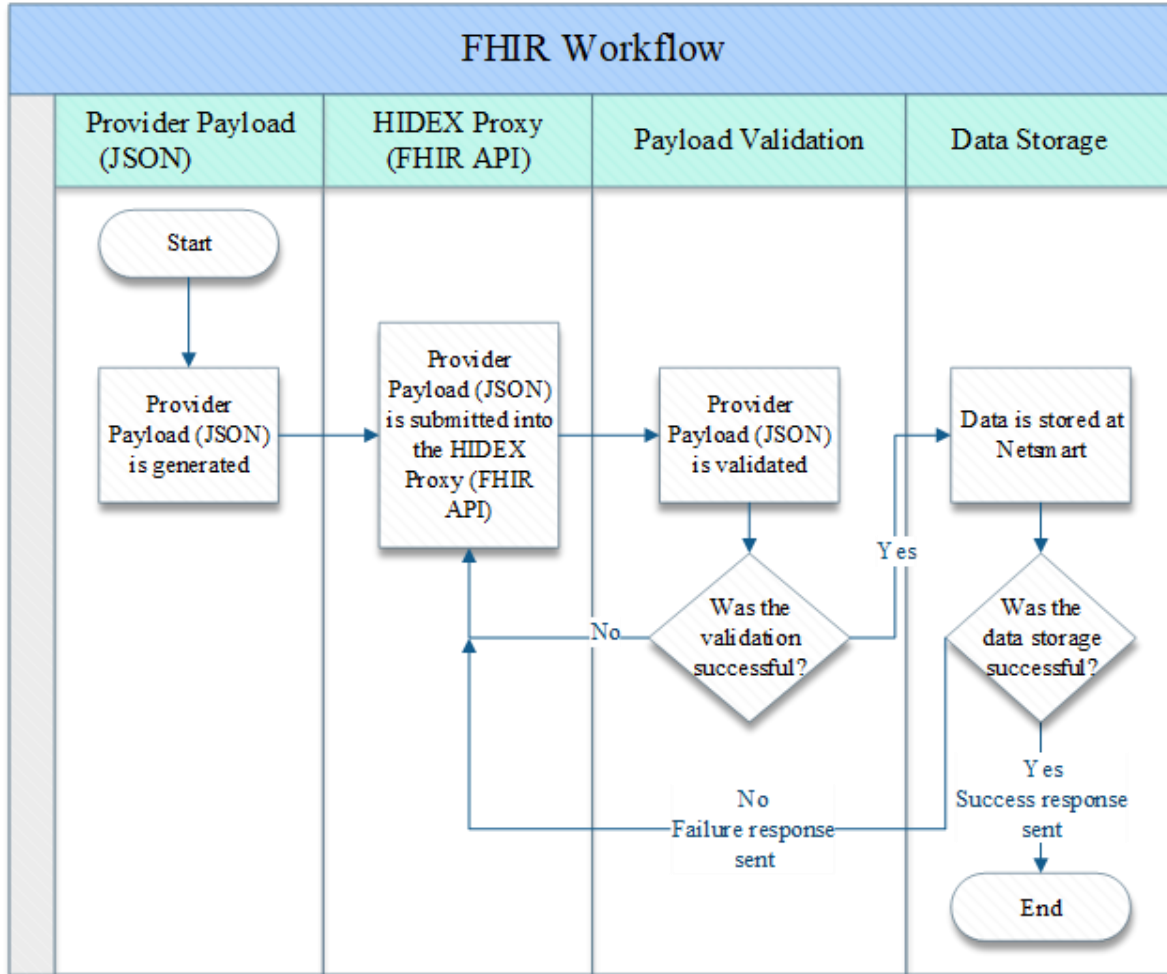 FHIR Workflow
Provider Payload
(JSON)
HIDEX Proxy
(FHIR API)
Payload Validation
Data Storage
Start
Provider
Payload (JSON)
is generated
Provider
Payload (JSON)
is submitted into
the HIDEX
Proxy (FHIR
API)
Provider
Payload (JSON)
is validated
Data is stored at
Netsmart
Yes
No
Was the
validation
successful?
Was the
data storage
successful?
No
Failure response
sent
Yes
Success response
sent
End